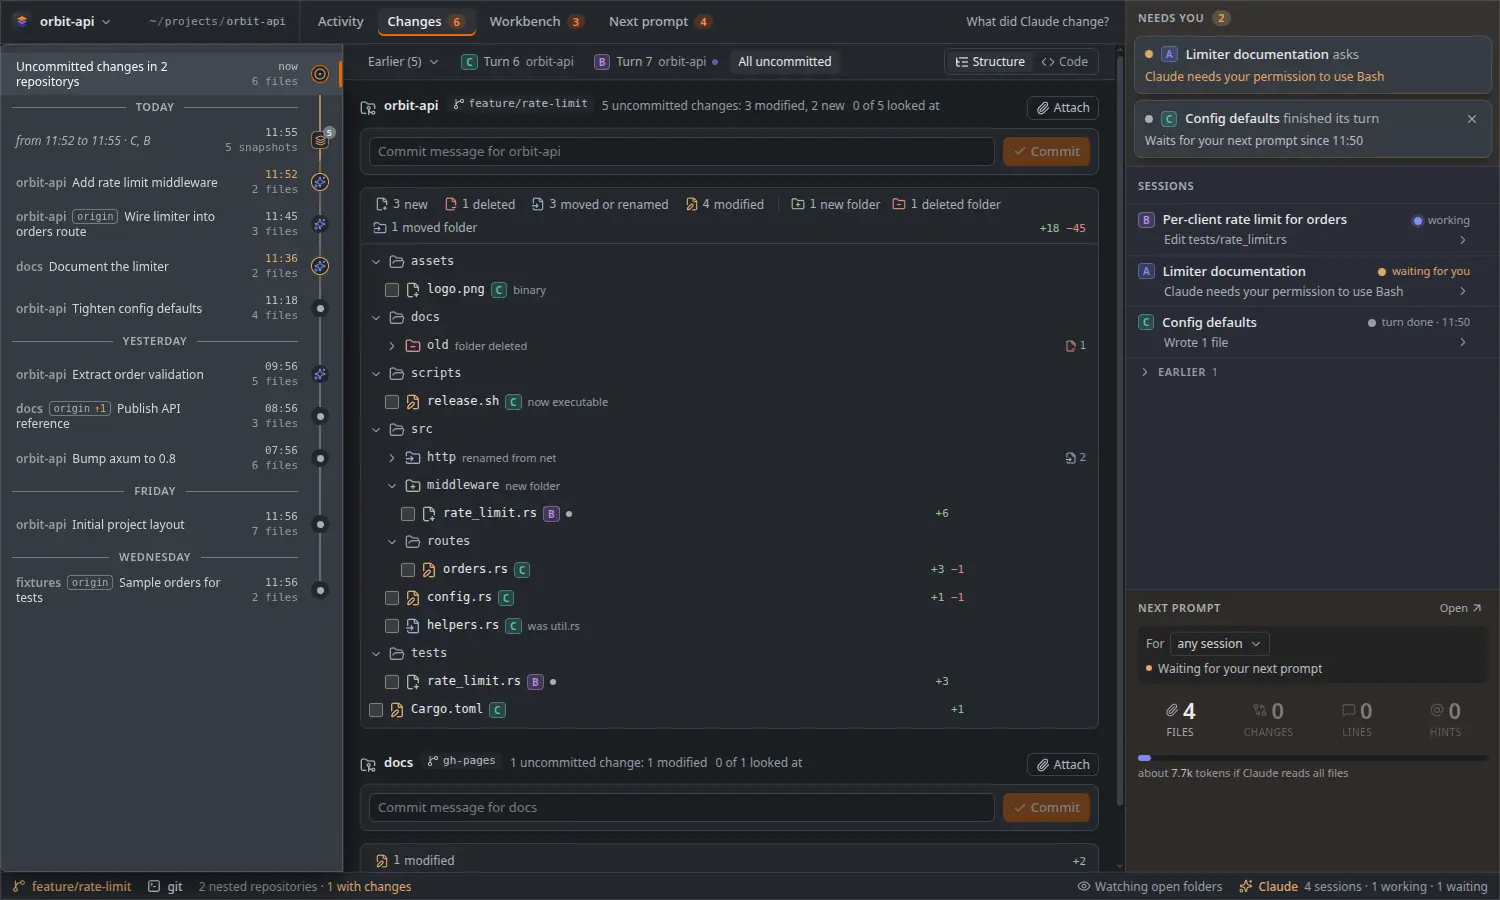 orbit-api
~/projects/orbit-api
Activity
Changes 6
Workbench 3
Next prompt 4
What did Claude change?
Uncommitted changes in 2 repositorys
now
6 files
TODAY
from 11:52 to 11:55 · C, B
11:55
5 snapshots
5
orbit-api Add rate limit middleware
11:52
2 files
orbit-api origin Wire limiter into orders route
11:45
3 files
docs Document the limiter
11:36
2 files
orbit-api Tighten config defaults
11:18
4 files
YESTERDAY
orbit-api Extract order validation
09:56
5 files
docs origin ↑1 Publish API reference
08:56
3 files
orbit-api Bump axum to 0.8
07:56
6 files
FRIDAY
orbit-api Initial project layout
11:56
7 files
WEDNESDAY
fixtures origin Sample orders for tests
11:56
2 files
Earlier (5)
C Turn 6 orbit-api
B Turn 7 orbit-api
All uncommitted
Structure
Code
orbit-api feature/rate-limit 5 uncommitted changes: 3 modified, 2 new 0 of 5 looked at
Attach
Commit message for orbit-api
Commit
3 new 1 deleted 3 moved or renamed 4 modified 1 new folder 1 deleted folder
1 moved folder
+18 −45
assets
logo.png C binary
docs
old folder deleted 1
scripts
release.sh C now executable
src
http renamed from net 2
middleware new folder
rate_limit.rs B +6
routes
orders.rs C +3 −1
config.rs C +1 −1
helpers.rs C was util.rs
tests
rate_limit.rs B +3
Cargo.toml C +1
docs gh-pages 1 uncommitted change: 1 modified 0 of 1 looked at
Attach
Commit message for docs
Commit
1 modified +2
NEEDS YOU 2
A Limiter documentation asks
Claude needs your permission to use Bash
C Config defaults finished its turn
Waits for your next prompt since 11:50
SESSIONS
B Per-client rate limit for orders working
Edit tests/rate_limit.rs
A Limiter documentation waiting for you
Claude needs your permission to use Bash
C Config defaults turn done · 11:50
Wrote 1 file
EARLIER 1
NEXT PROMPT
Open
For any session
Waiting for your next prompt
4 0 0 0
FILES CHANGES LINES HINTS
about 7.7k tokens if Claude reads all files
feature/rate-limit git 2 nested repositories · 1 with changes
Watching open folders
Claude 4 sessions · 1 working · 1 waiting